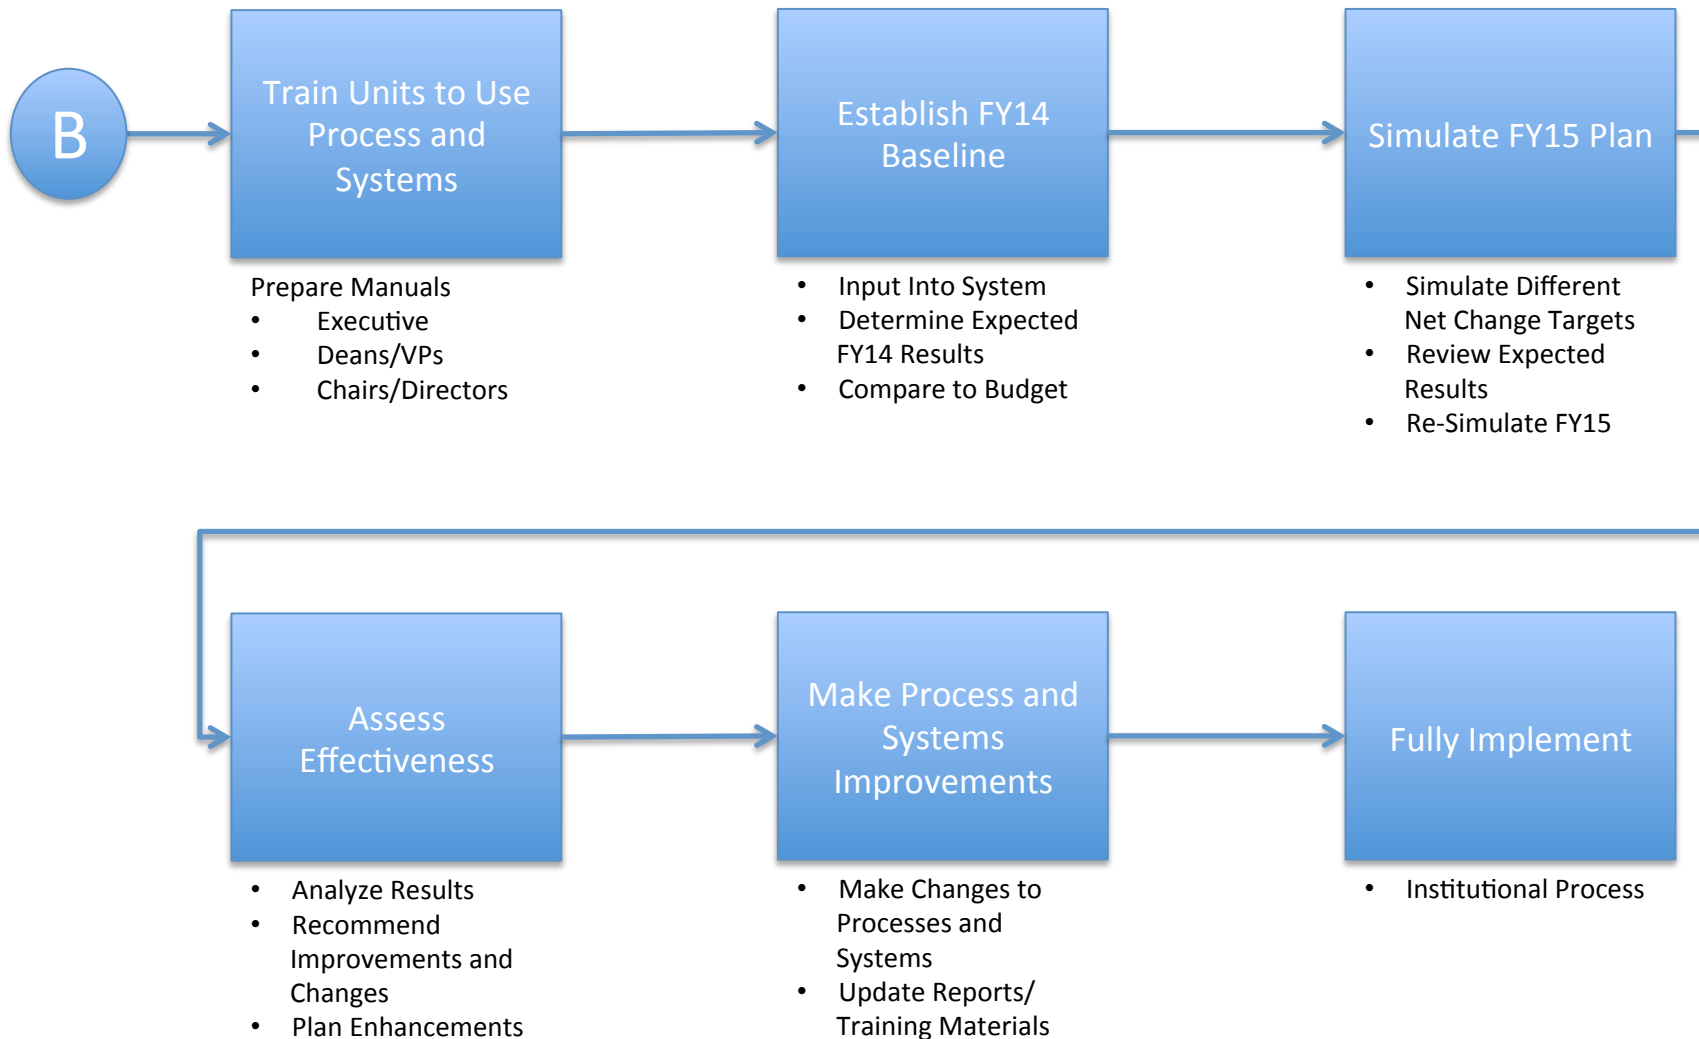 B
Train Units to Use
Process and
Systems
Establish FY14
Baseline
Simulate FY15 Plan
Prepare Manuals
• Executive
• Deans/VPs
• Chairs/Directors
• Input Into System
• Determine Expected
FY14 Results
• Compare to Budget
• Simulate Different
Net Change Targets
• Review Expected
Results
• Re-Simulate FY15
Assess
Effectiveness
Make Process and
Systems
Improvements
Fully Implement
• Analyze Results
• Recommend
Improvements and
Changes
• Plan Enhancements
• Make Changes to
Processes and
Systems
• Update Reports/
Training Materials
• Institutional Process